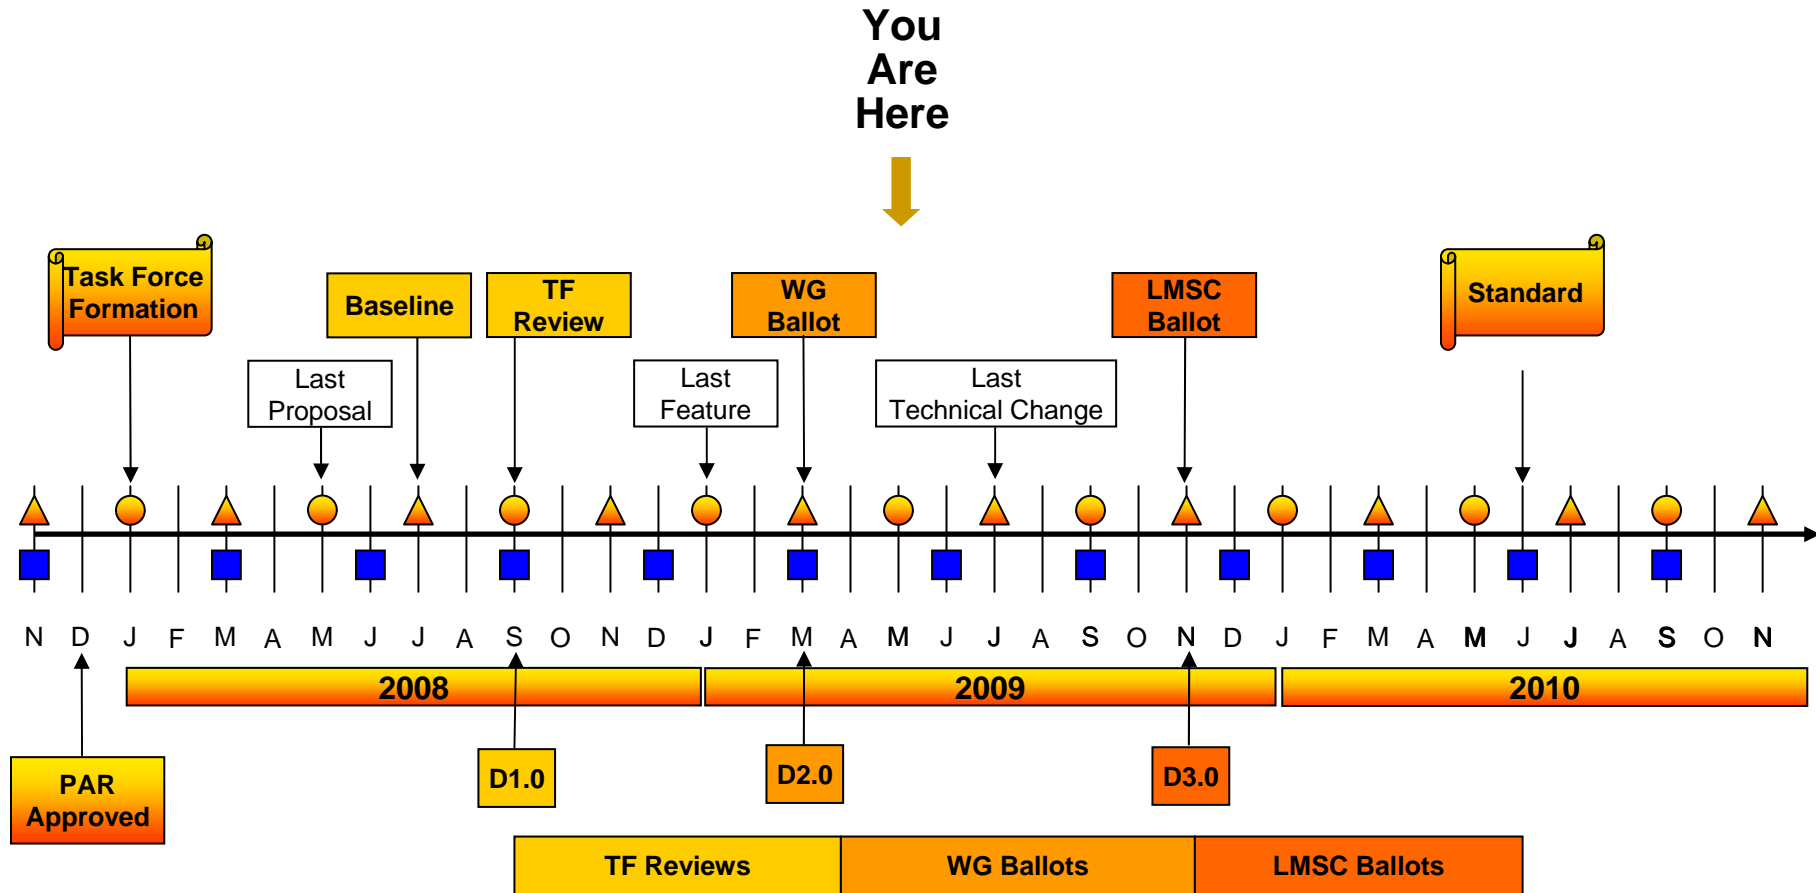 You
Are
Here
Task Force
Formation
Baseline
TF
Review
WG
Ballot
LMSC
Ballot
Standard
Last
Proposal
Last
Feature
Last
Technical Change
N D J F M A M J J A S O N D J F M A M J J A S O N D J F M A M J J A S O N
2008 2009 2010
PAR
Approved
D1.0
D2.0
D3.0
TF Reviews
WG Ballots
LMSC Ballots